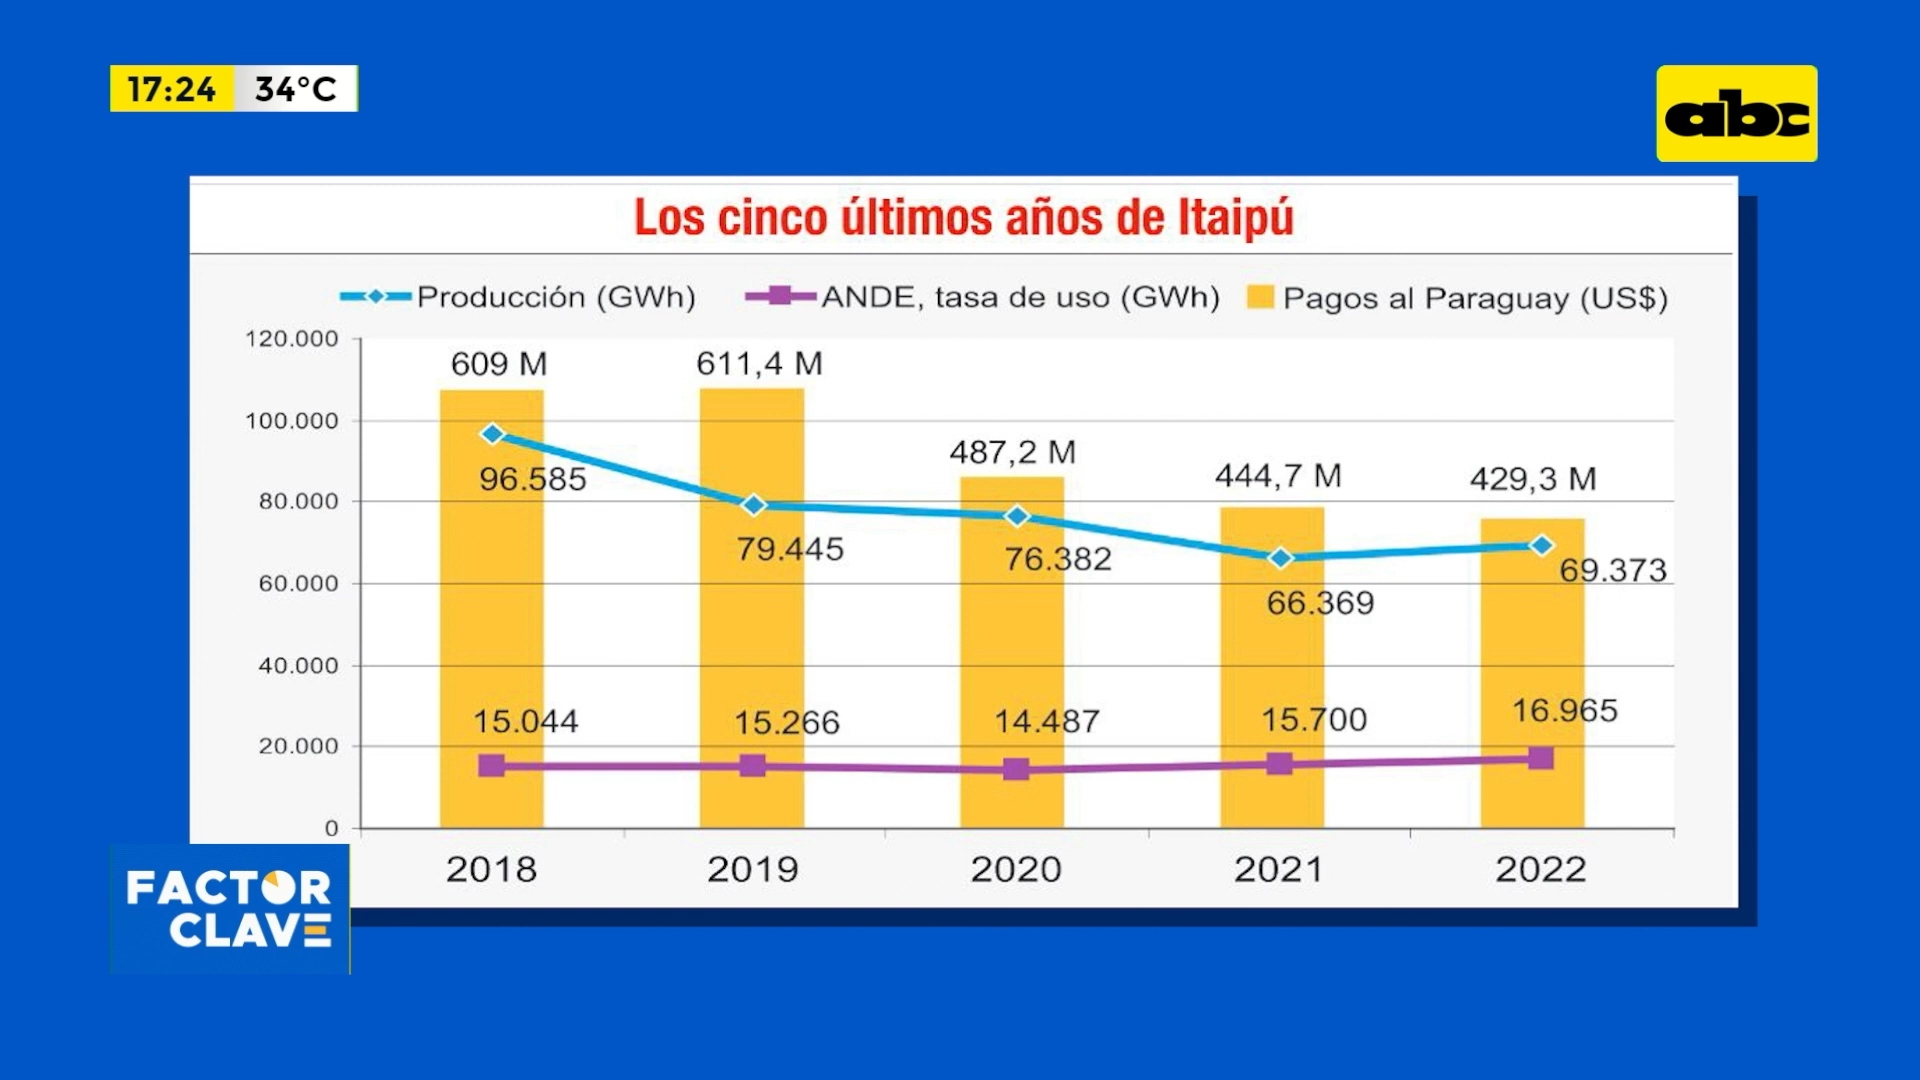 17:24 34°C
abc
Los cinco últimos años de Itaipú
Producción (GWh) ANDE, tasa de uso (GWh) Pagos al Paraguay (US$)
120.000
100.000
80.000
60.000
40.000
20.000
0
609 M 611,4 M 487,2 M 444,7 M 429,3 M
96.585 79.445 76.382 66.369 69.373
15.044 15.266 14.487 15.700 16.965
2018 2019 2020 2021 2022
FACTOR
CLAVE